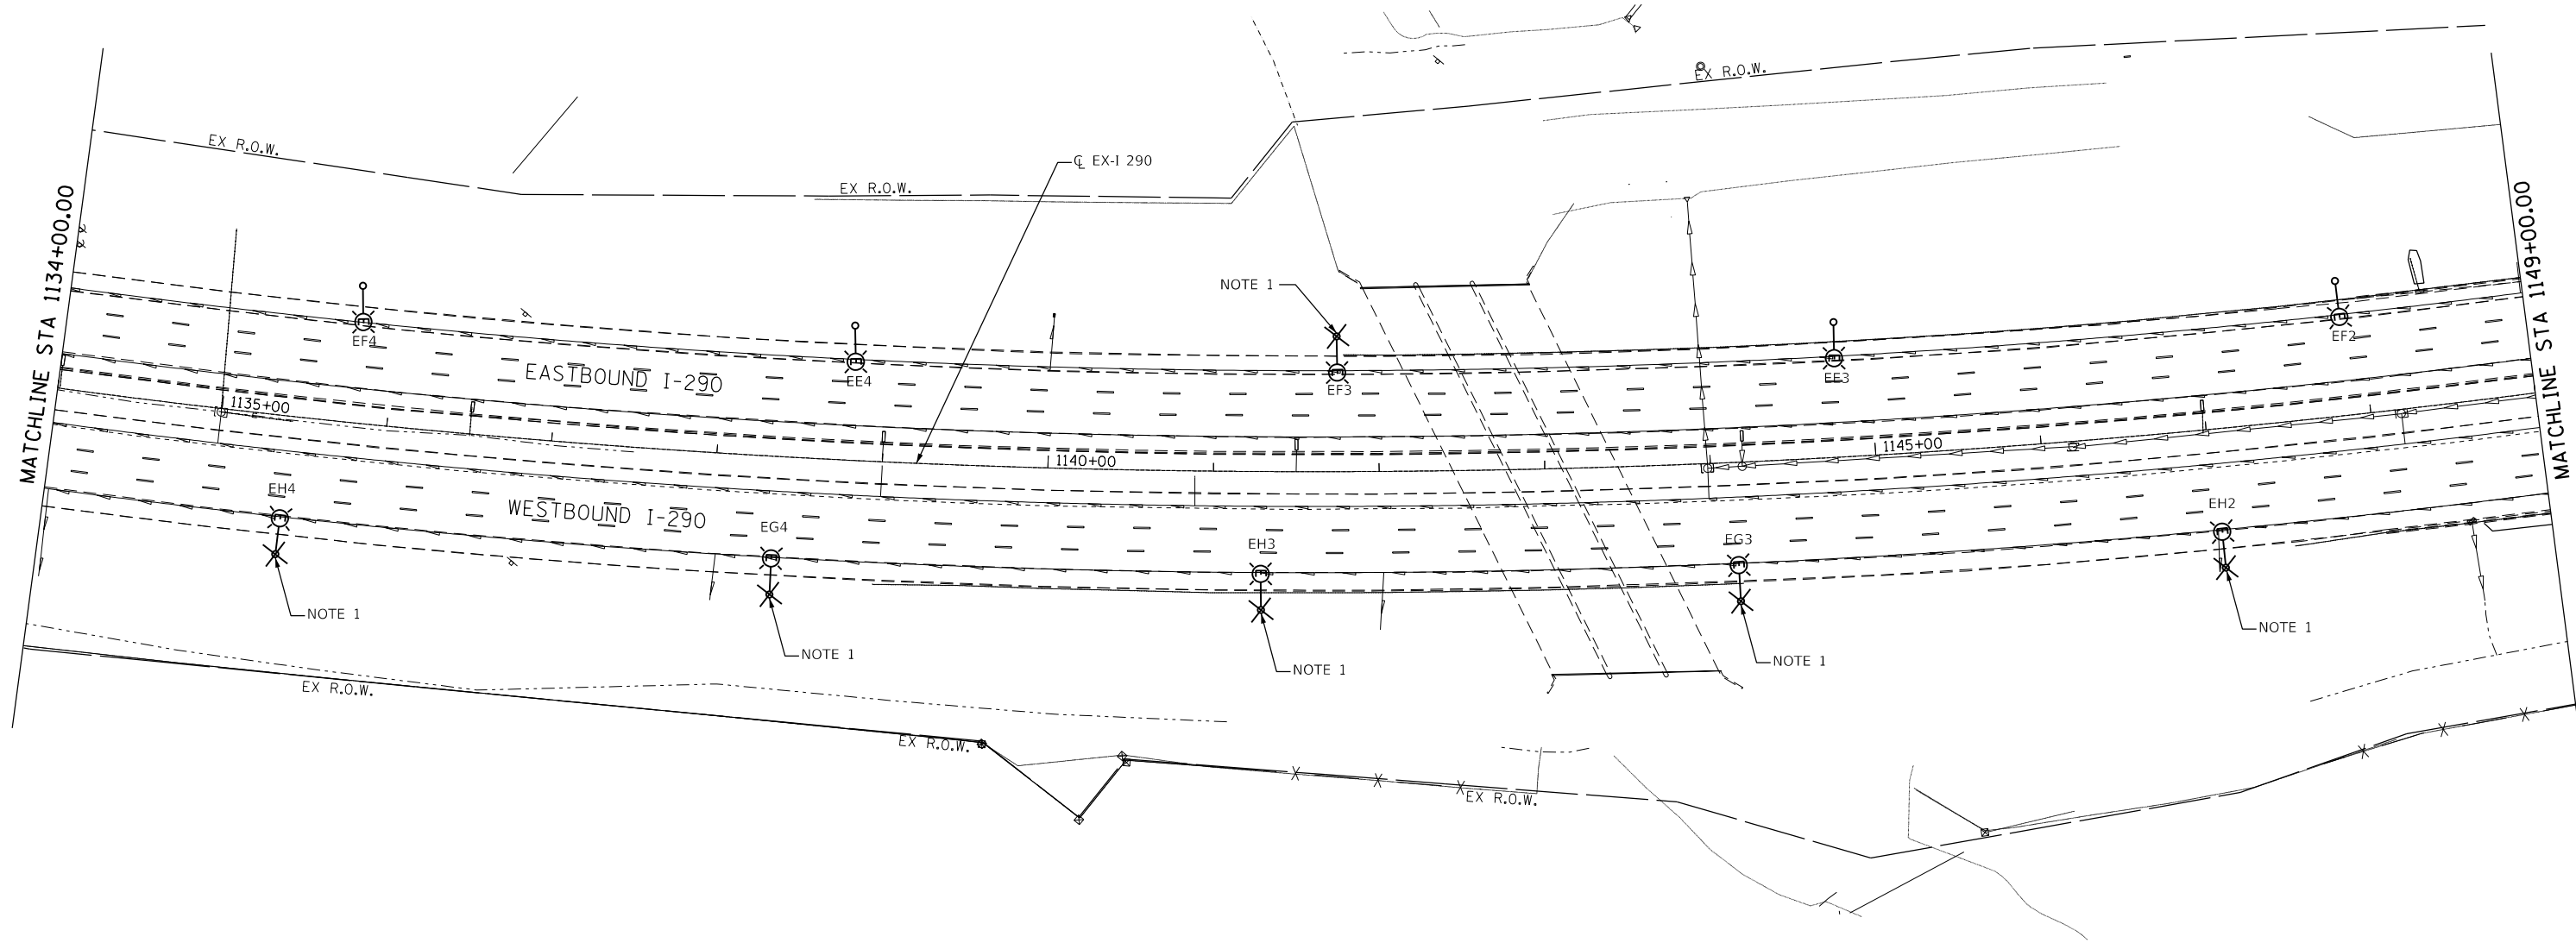 EX R.O.W.
EX R.O.W.
EX R.O.W.
℄ EX-I 290
MATCHLINE STA 1134+00.00
MATCHLINE STA 1149+00.00
NOTE 1
EF4
EE4
EF3
EE3
EF2
EASTBOUND I-290
1135+00
1140+00
1145+00
WESTBOUND I-290
EH4
EG4
EH3
EG3
EH2
NOTE 1
NOTE 1
NOTE 1
NOTE 1
NOTE 1
EX R.O.W.
EX R.O.W.
EX R.O.W.